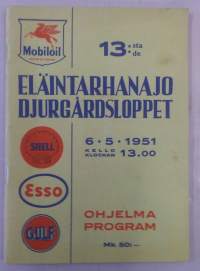 Mobiloil
13:sta
de
ELÄINTARHANAJO
DJURGÅRDSLOPPET
6·5·1951
KELLO
KLOCKAN 13.00
SHELL
Esso
GULF
OHJELMA
PROGRAM
Mk. 50:-